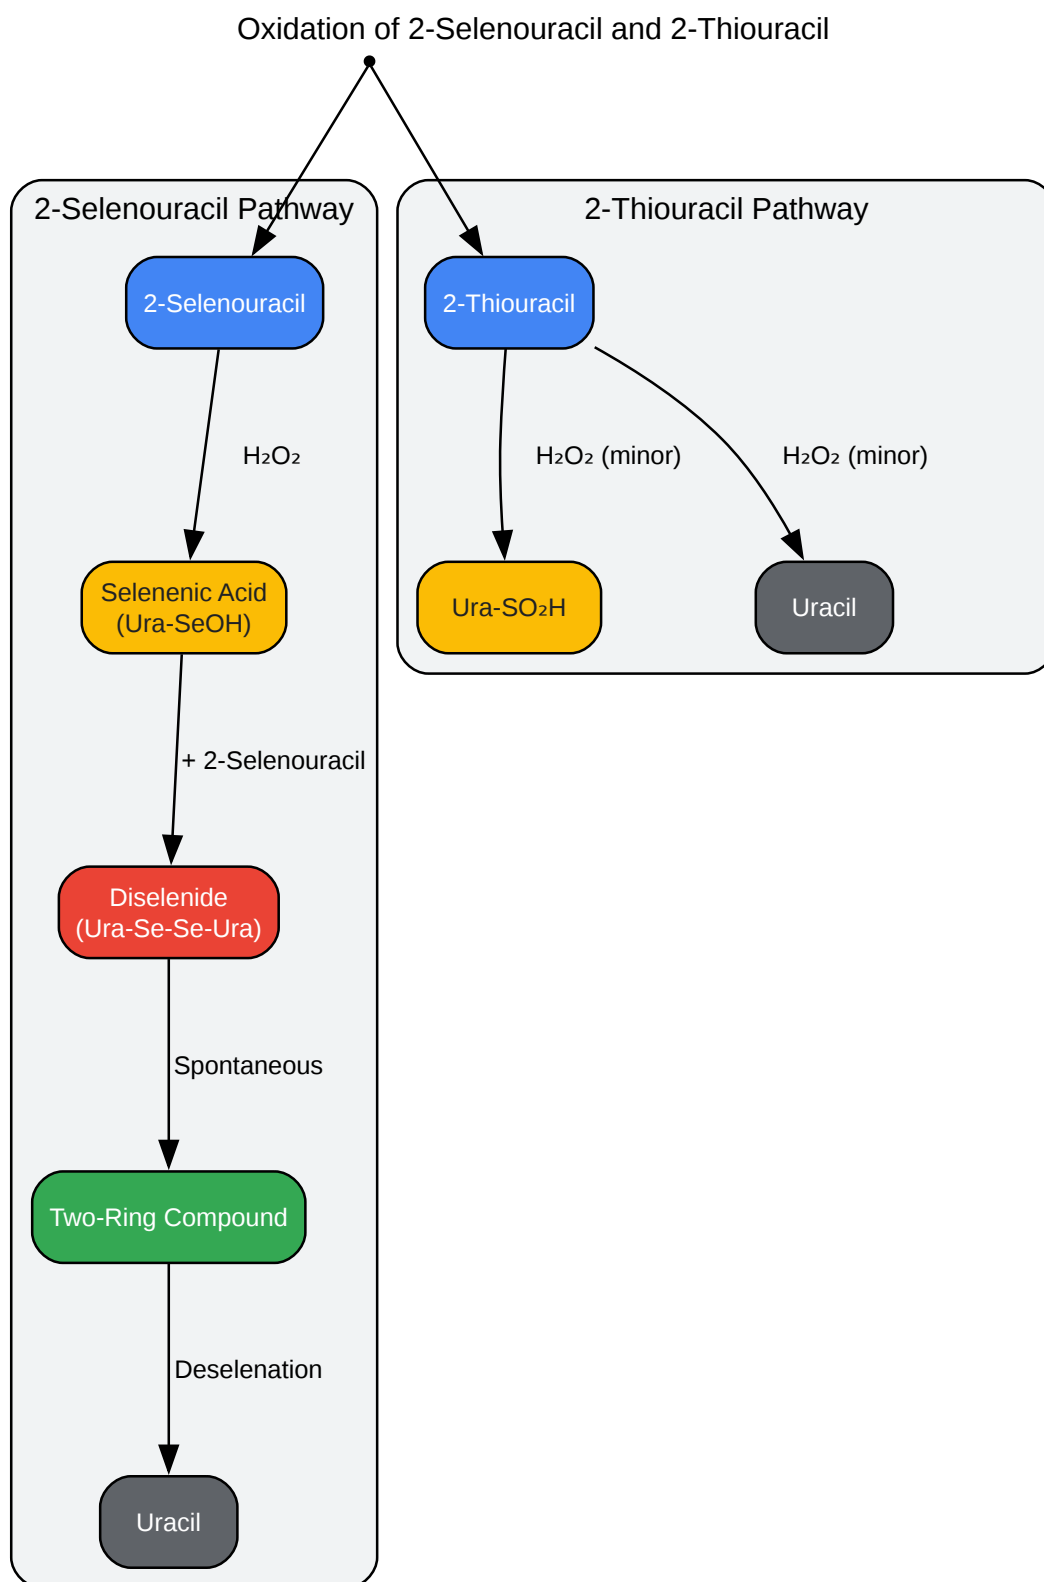 Oxidation of 2-Selenouracil and 2-Thiouracil
2-Selenouracil Pathway
2-Selenouracil
H₂O₂
Selenenic Acid
(Ura-SeOH)
+ 2-Selenouracil
Diselenide
(Ura-Se-Se-Ura)
Spontaneous
Two-Ring Compound
Deselenation
Uracil
2-Thiouracil Pathway
2-Thiouracil
H₂O₂ (minor)
H₂O₂ (minor)
Ura-SO₂H
Uracil